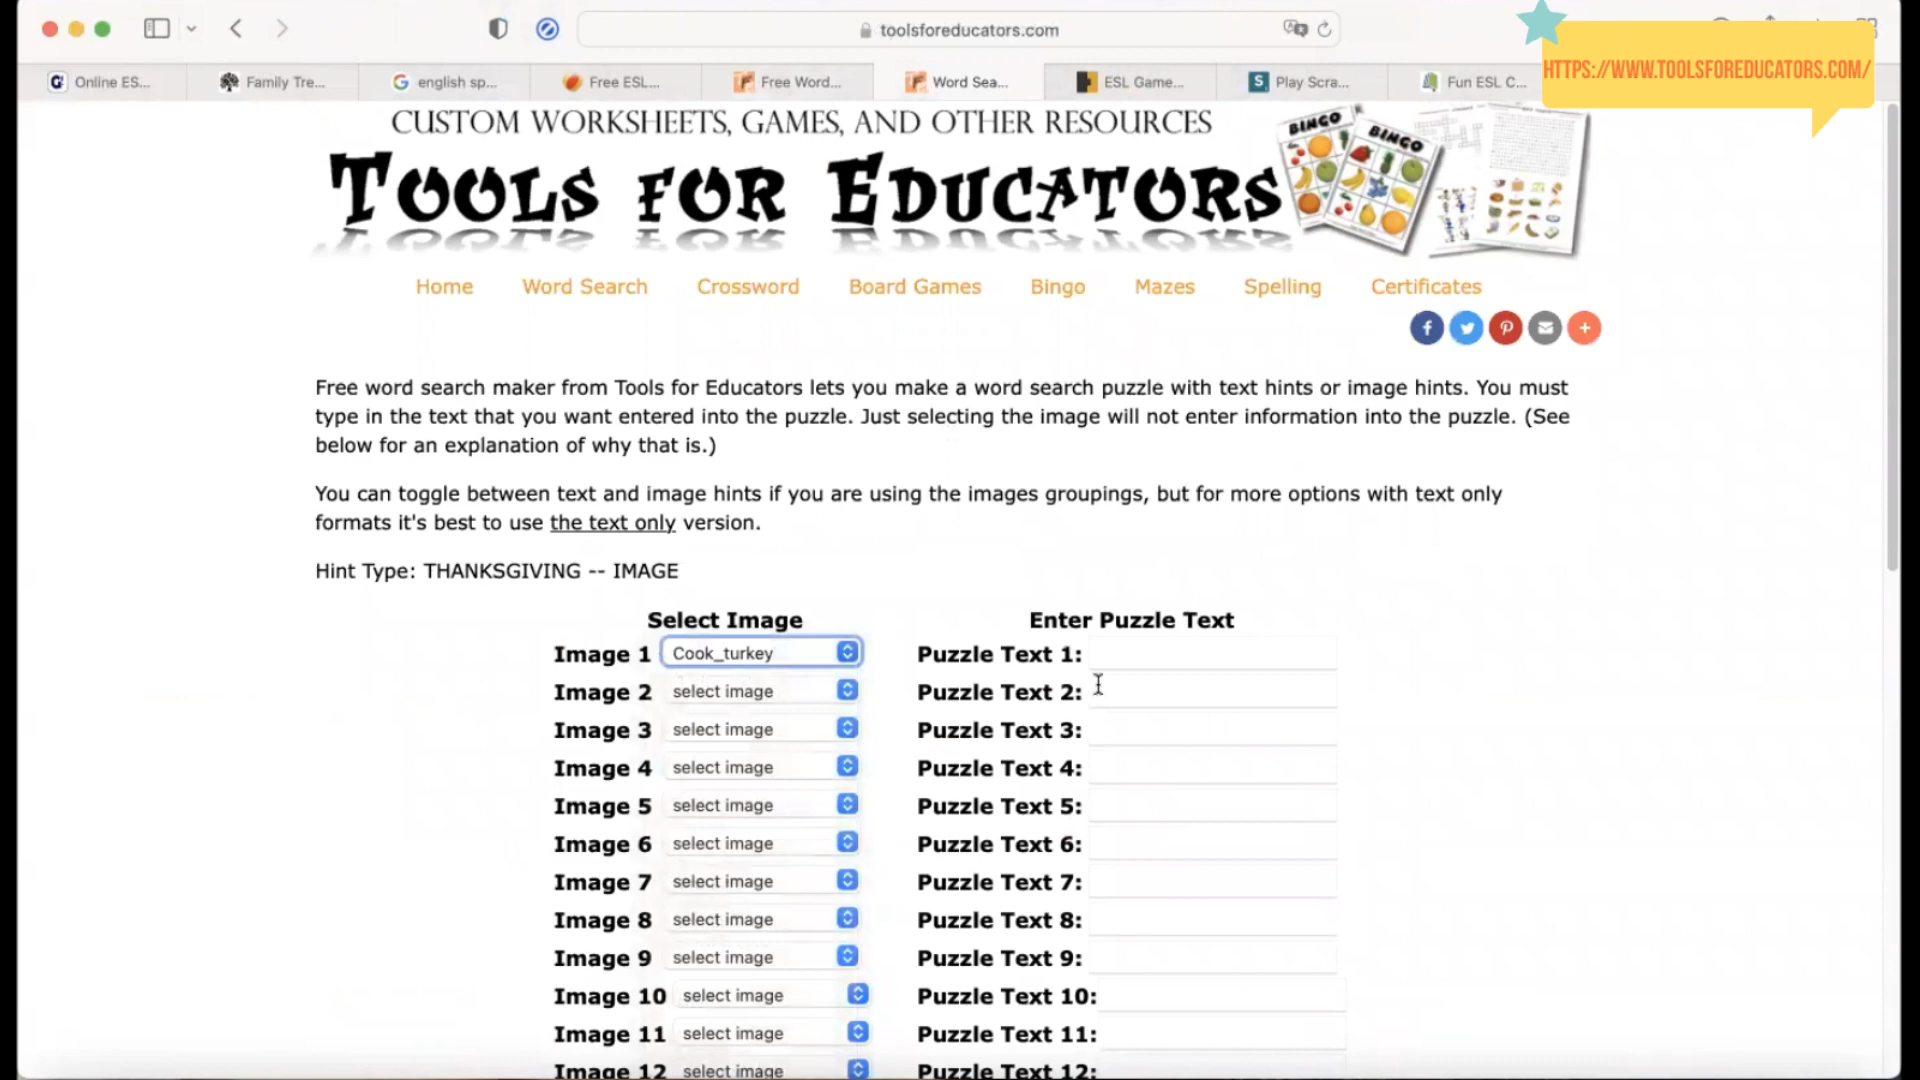 toolsforeducators.com
HTTPS://WWW.TOOLSFOREDUCATORS.COM/
Online ES...
Family Tre...
english sp...
Free ESL...
Free Word...
Word Sea...
ESL Game...
Play Scra...
Fun ESL C...
CUSTOM WORKSHEETS, GAMES, AND OTHER RESOURCES
BINGO
BINGO
TOOLS FOR EDUCATORS
Home Word Search Crossword Board Games Bingo Mazes Spelling Certificates
Free word search maker from Tools for Educators lets you make a word search puzzle with text hints or image hints. You must
type in the text that you want entered into the puzzle. Just selecting the image will not enter information into the puzzle. (See
below for an explanation of why that is.)
You can toggle between text and image hints if you are using the images groupings, but for more options with text only
formats it's best to use the text only version.
Hint Type: THANKSGIVING -- IMAGE
Select Image Enter Puzzle Text
Image 1 Cook_turkey Puzzle Text 1:
Image 2 select image Puzzle Text 2:
Image 3 select image Puzzle Text 3:
Image 4 select image Puzzle Text 4:
Image 5 select image Puzzle Text 5:
Image 6 select image Puzzle Text 6:
Image 7 select image Puzzle Text 7:
Image 8 select image Puzzle Text 8:
Image 9 select image Puzzle Text 9:
Image 10 select image Puzzle Text 10:
Image 11 select image Puzzle Text 11:
Image 12 select image Puzzle Text 12: